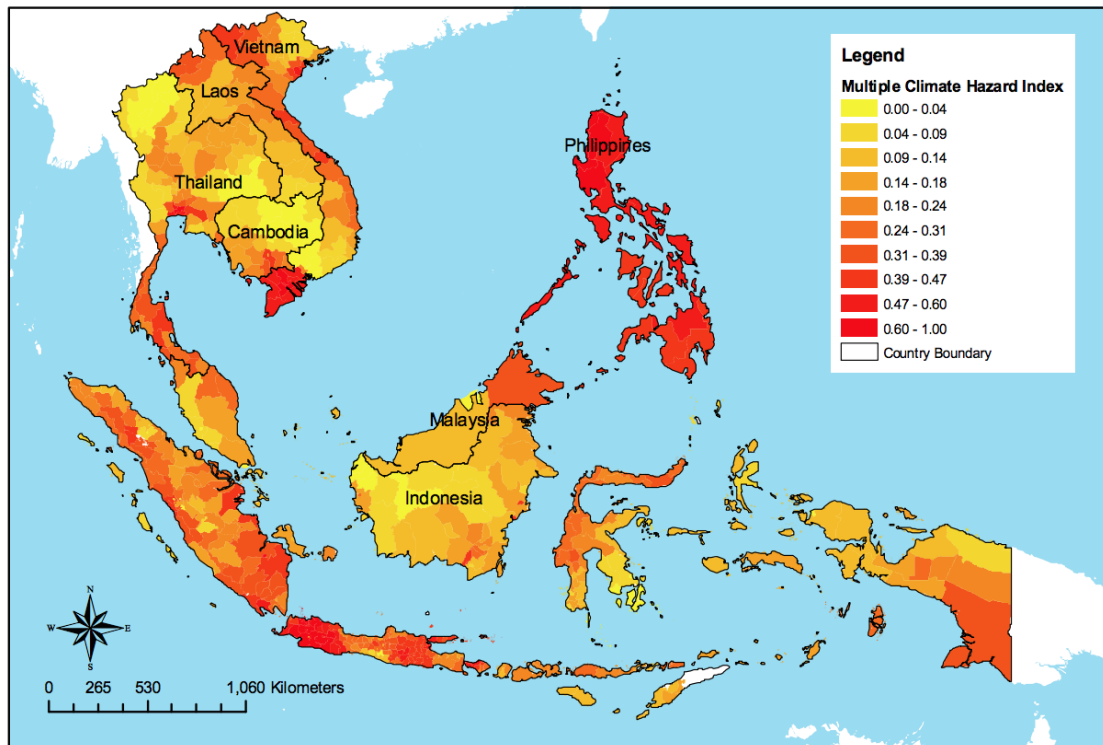 Vietnam
Laos
Thailand
Cambodia
Philippines
Malaysia
Indonesia
Legend
Multiple Climate Hazard Index
0.00 - 0.04
0.04 - 0.09
0.09 - 0.14
0.14 - 0.18
0.18 - 0.24
0.24 - 0.31
0.31 - 0.39
0.39 - 0.47
0.47 - 0.60
0.60 - 1.00
Country Boundary
N
W E
S
0 265 530 1,060 Kilometers